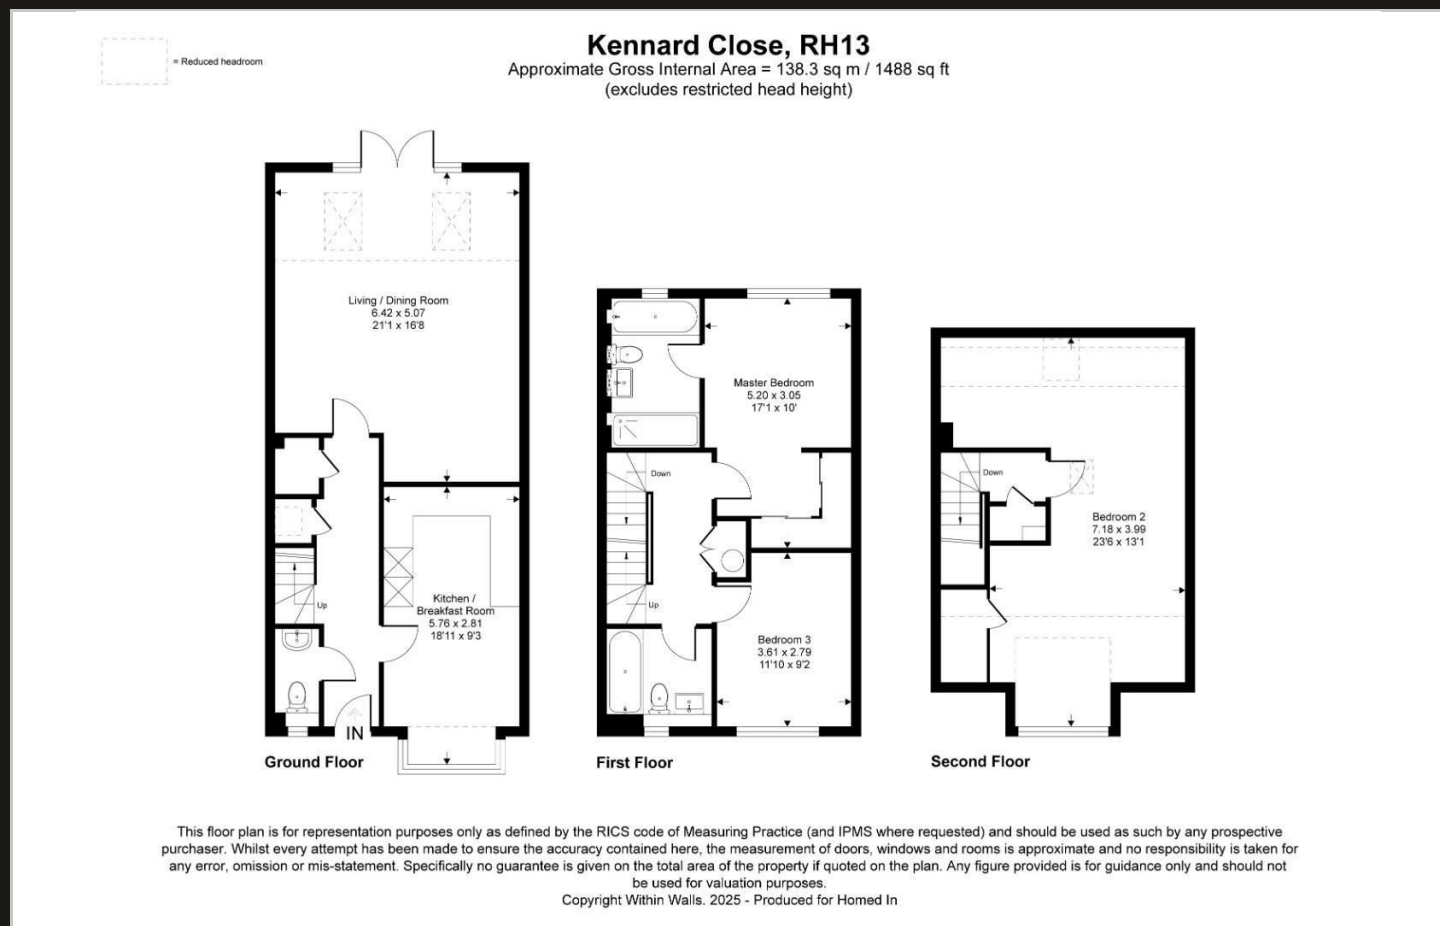 Kennard Close, RH13
Approximate Gross Internal Area = 138.3 sq m / 1488 sq ft
(excludes restricted head height)
= Reduced headroom
Living / Dining Room
6.42 x 5.07
21'1 x 16'8
Up
Kitchen /
Breakfast Room
5.76 x 2.81
18'11 x 9'3
IN
Ground Floor
Master Bedroom
5.20 x 3.05
17'1 x 10'
Down
Up
Bedroom 3
3.61 x 2.79
11'10 x 9'2
First Floor
Down
Bedroom 2
7.18 x 3.99
23'6 x 13'1
Second Floor
This floor plan is for representation purposes only as defined by the RICS code of Measuring Practice (and IPMS where requested) and should be used as such by any prospective
purchaser. Whilst every attempt has been made to ensure the accuracy contained here, the measurement of doors, windows and rooms is approximate and no responsibility is taken for
any error, omission or mis-statement. Specifically no guarantee is given on the total area of the property if quoted on the plan. Any figure provided is for guidance only and should not
be used for valuation purposes.
Copyright Within Walls. 2025 - Produced for Homed In